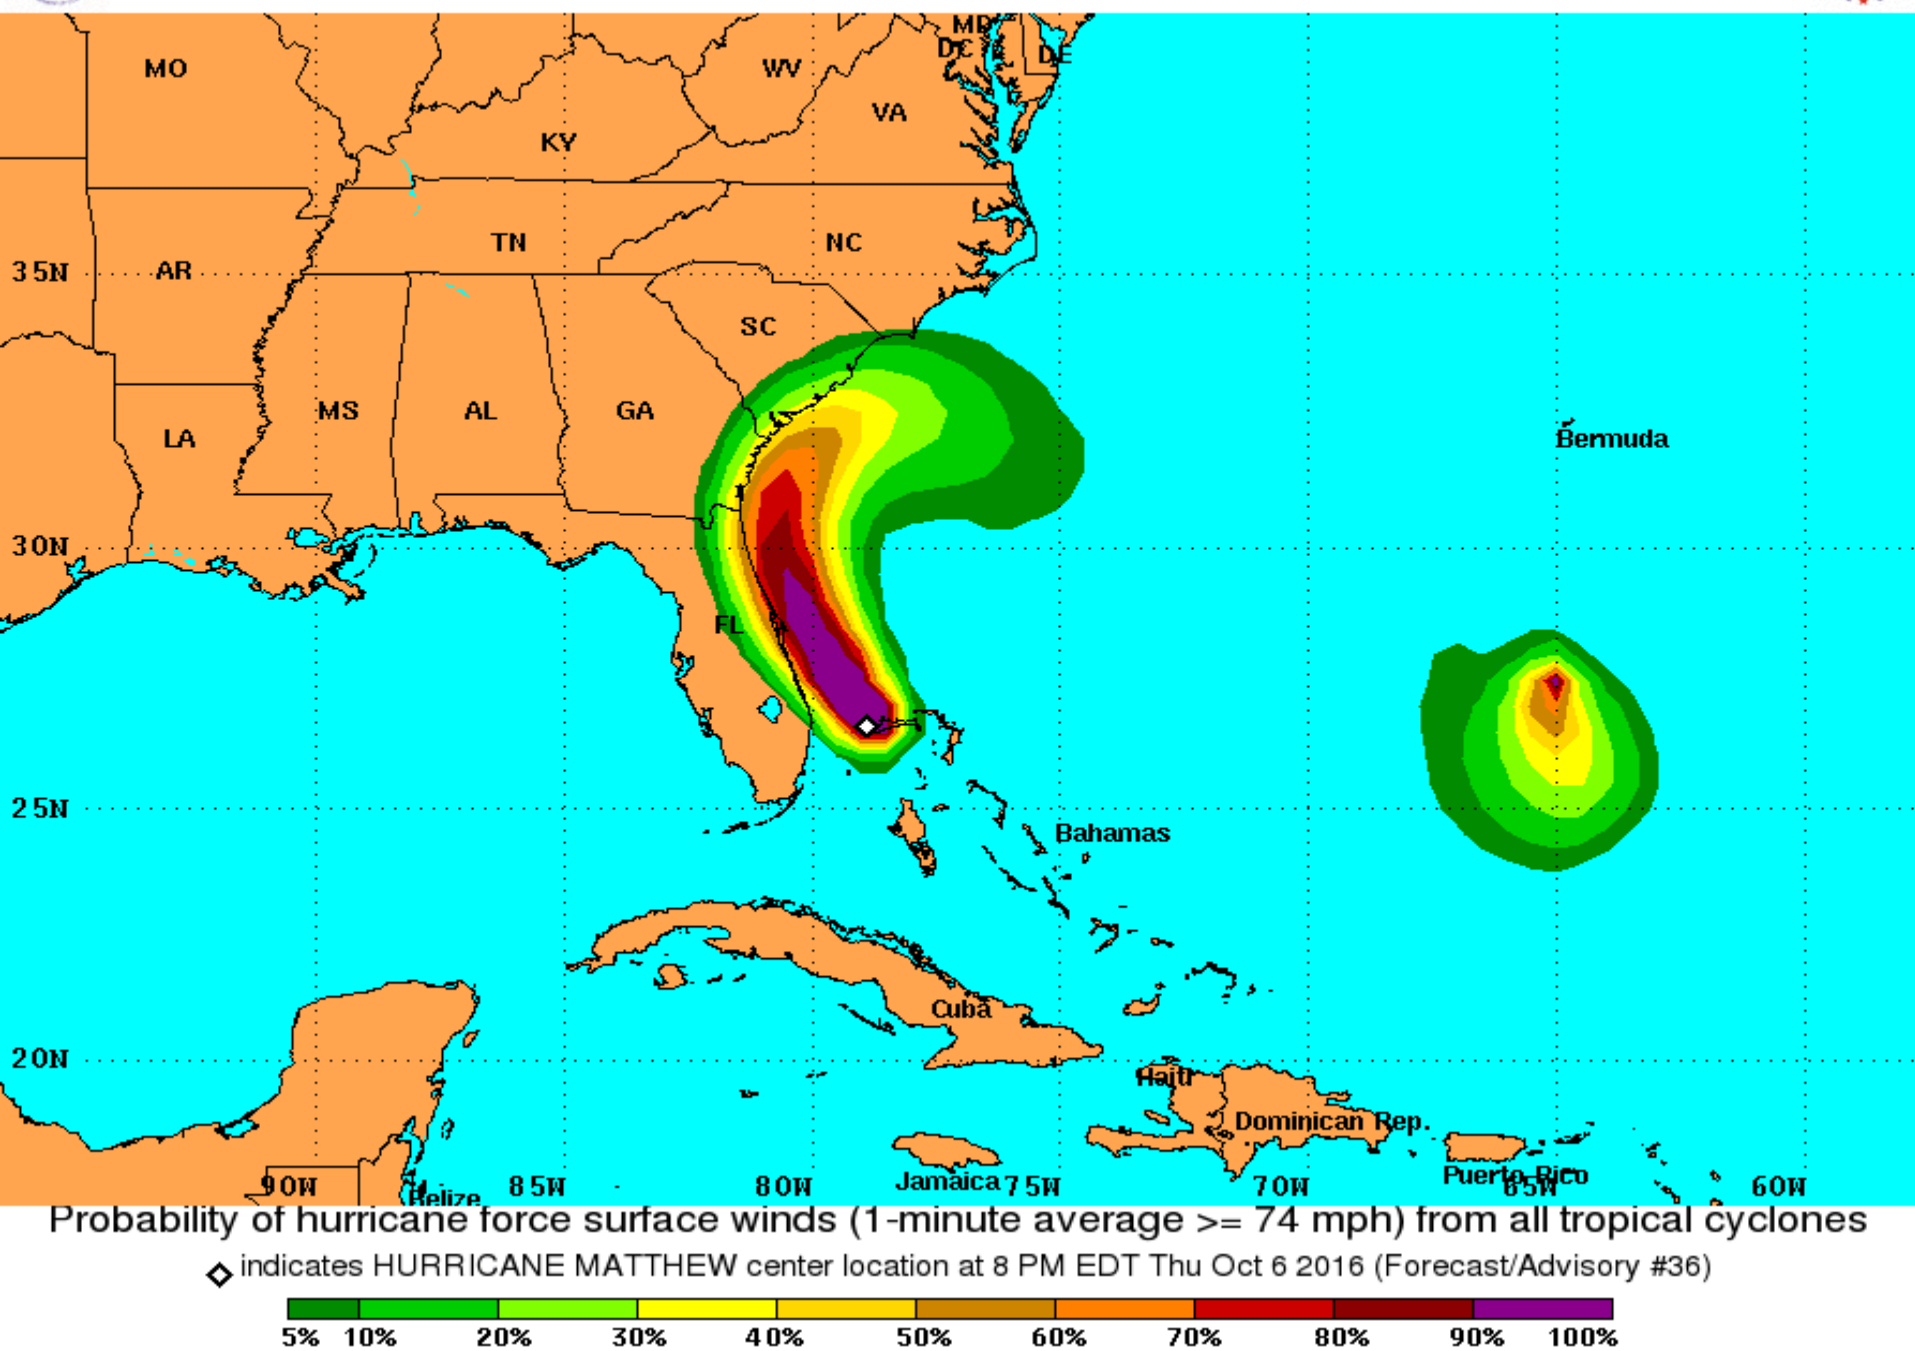 MD
DC
DE
MO
WV
VA
KY
TN
NC
35N
AR
SC
MS
AL
GA
LA
Bermuda
30N
FL
25N
Bahamas
Cuba
20N
Haiti
Dominican Rep.
Puerto Rico
Jamaica
90W
85W
80W
75W
70W
65W
60W
Belize
Probability of hurricane force surface winds (1-minute average >= 74 mph) from all tropical cyclones
indicates HURRICANE MATTHEW center location at 8 PM EDT Thu Oct 6 2016 (Forecast/Advisory #36)
5% 10% 20% 30% 40% 50% 60% 70% 80% 90% 100%